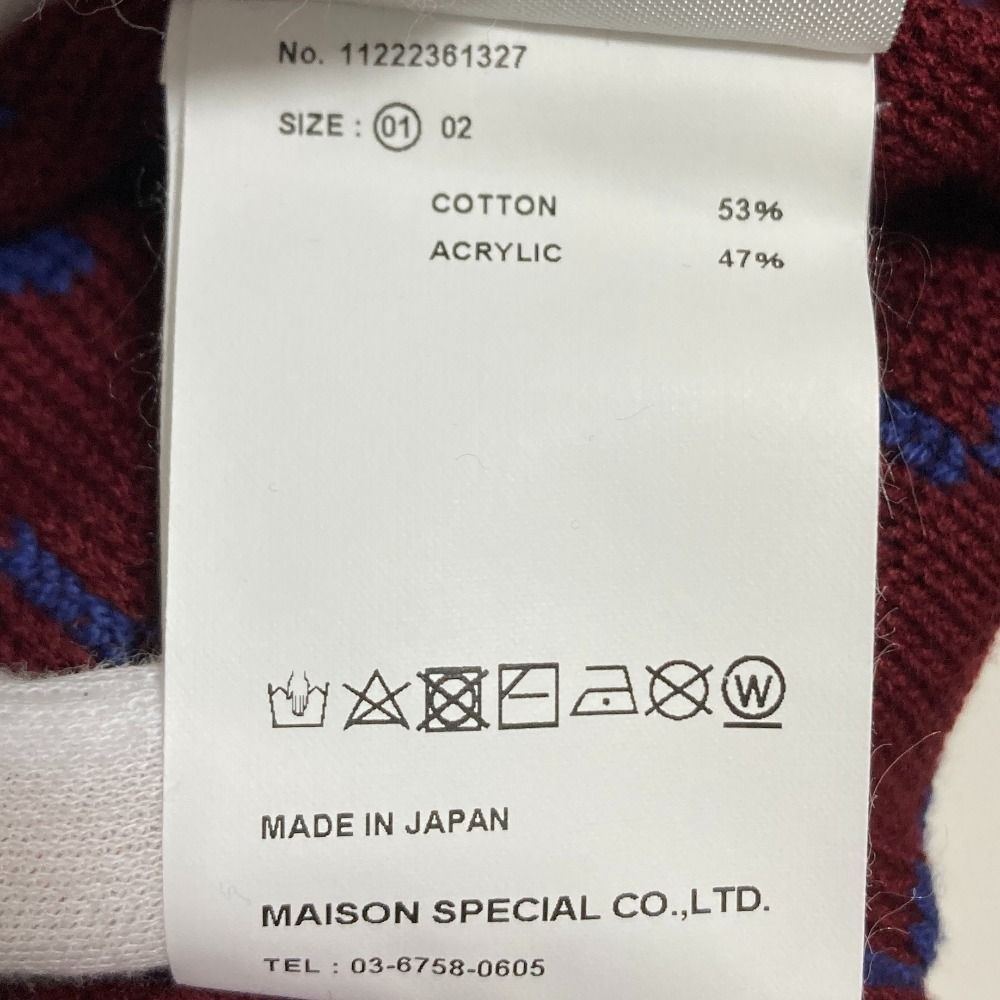 No. 11222361327
SIZE : 01 02
COTTON 53%
ACRYLIC 47%
W
MADE IN JAPAN
MAISON SPECIAL CO.,LTD.
TEL : 03-6758-0605